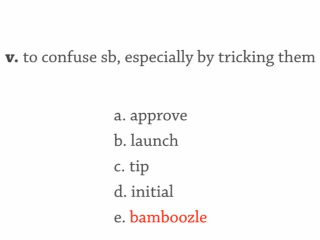 v. to confuse sb, especially by tricking them
a. approve
b. launch
c. tip
d. initial
e. bamboozle